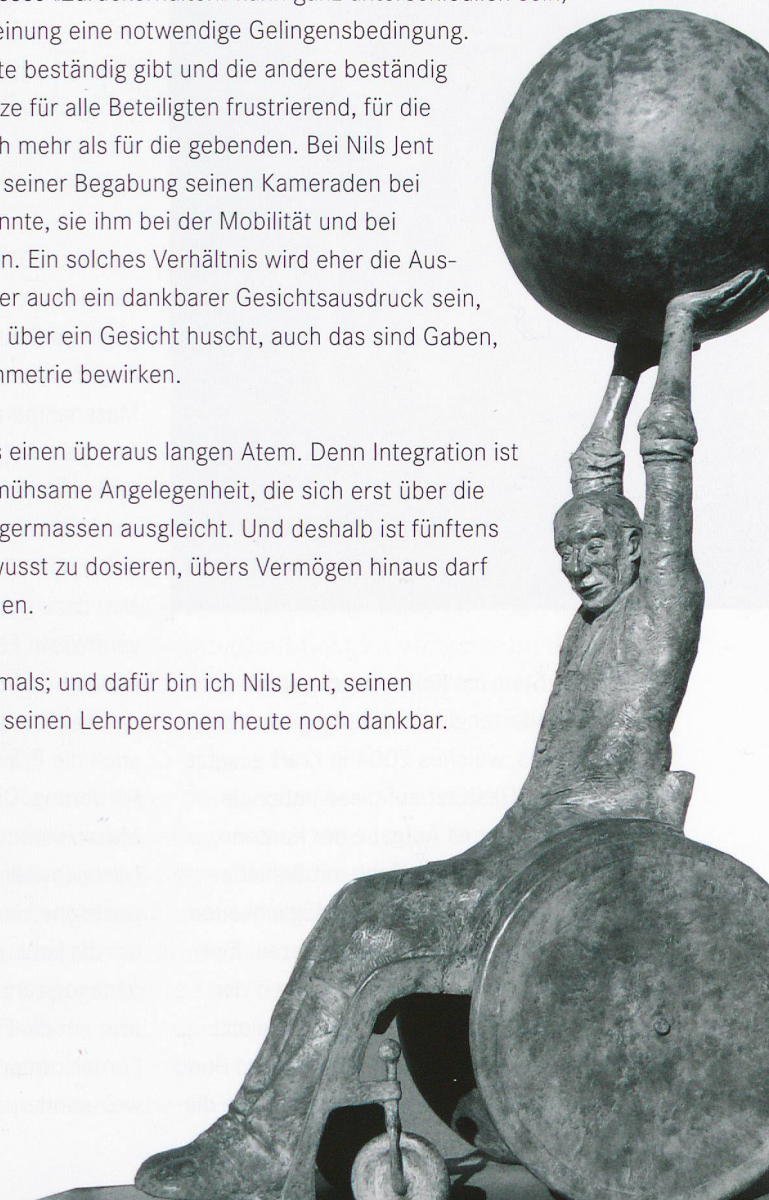 einung eine notwendige Gelingensbedingung.
te beständig gibt und die andere beständig
ze für alle Beteiligten frustrierend, für die
h mehr als für die gebenden. Bei Nils Jent
seiner Begabung seinen Kameraden bei
nnte, sie ihm bei der Mobilität und bei
n. Ein solches Verhältnis wird eher die Aus-
er auch ein dankbarer Gesichtsausdruck sein,
über ein Gesicht huscht, auch das sind Gaben,
nmetrie bewirken.
s einen überaus langen Atem. Denn Integration ist
mühsame Angelegenheit, die sich erst über die
germassen ausgleicht. Und deshalb ist fünftens
wusst zu dosieren, übers Vermögen hinaus darf
en.
mals; und dafür bin ich Nils Jent, seinen
seinen Lehrpersonen heute noch dankbar.